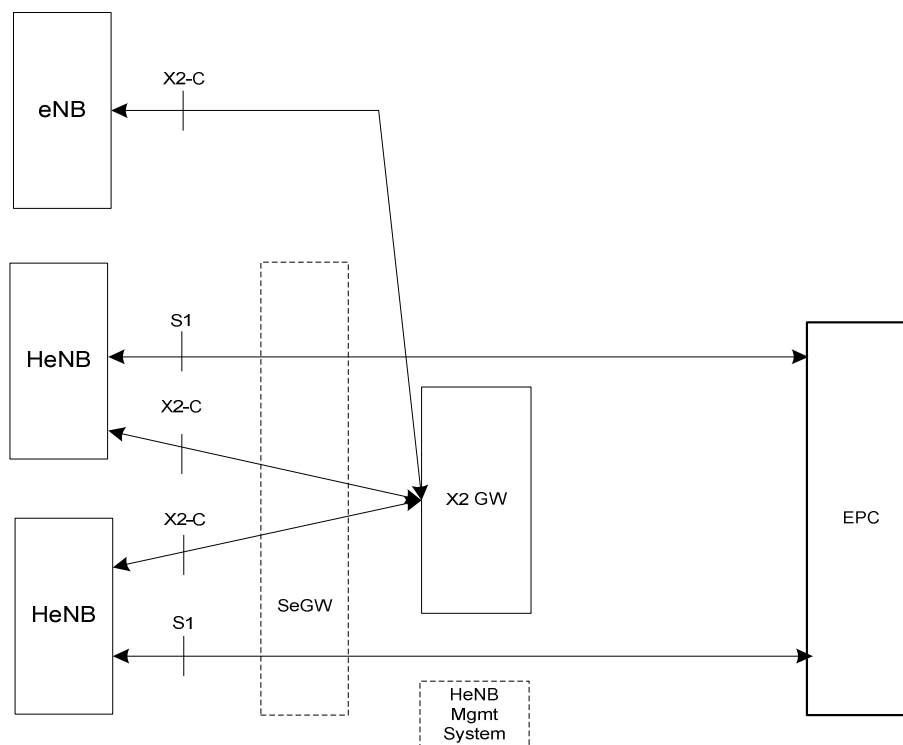 X2-C
eNB
S1
HeNB
X2-C
X2 GW
X2-C
EPC
SeGW
HeNB
S1
HeNB
Mgmt
System